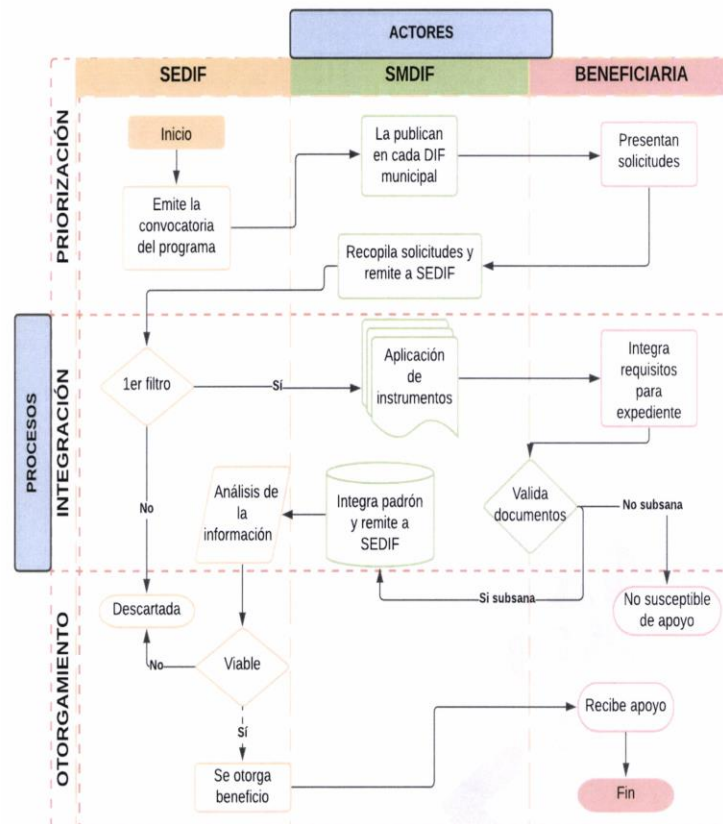 ACTORES
SEDIF
SMDIF
BENEFICIARIA
PROCESOS
PRIORIZACIÓN
Inicio
Emite la
convocatoria
del programa
La publican
en cada DIF
municipal
Presentan
solicitudes
Recopila solicitudes y
remite a SEDIF
INTEGRACIÓN
1er filtro
Sí
Aplicación
de
instrumentos
Integra
requisitos
para
expediente
No
Análisis de
la
información
Integra padrón
y remite a
SEDIF
Valida
documentos
No subsana
Si subsana
OTORGAMIENTO
Descartada
No
Viable
No susceptible
de apoyo
Sí
Se otorga
beneficio
Recibe apoyo
Fin